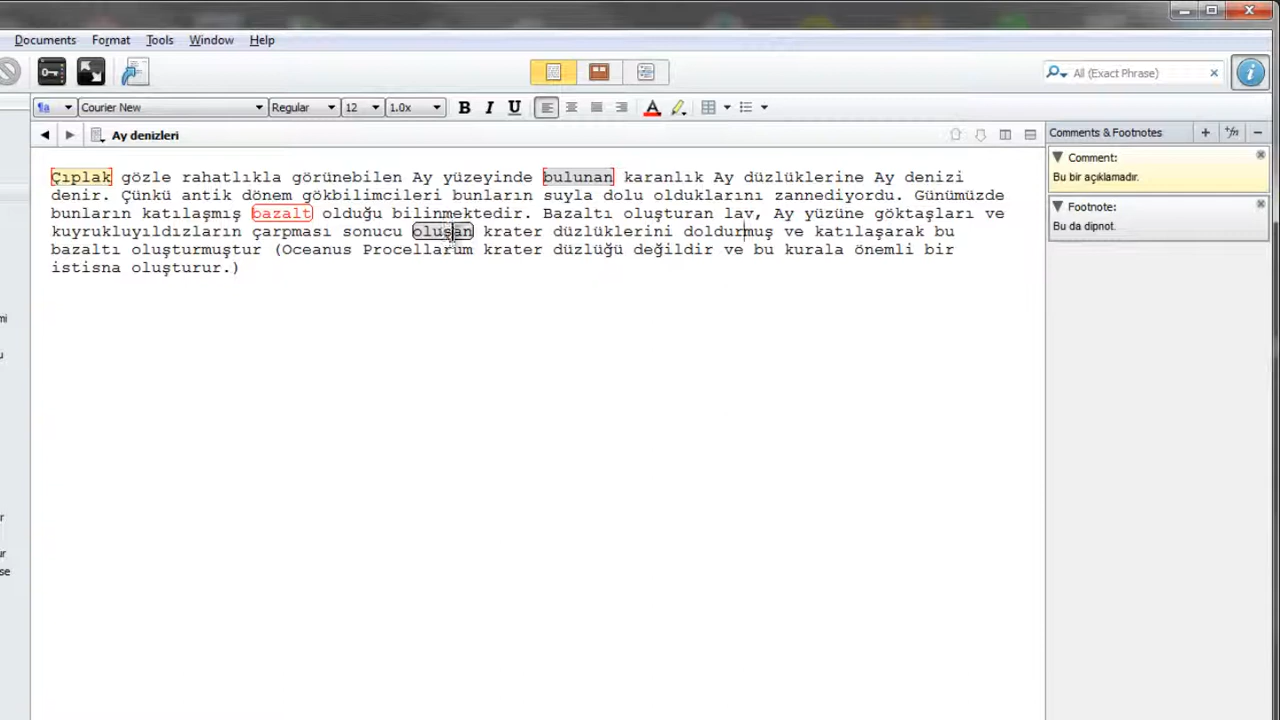 Documents Format Tools Window Help
All (Exact Phrase)
Courier New Regular 12 1.0x B I U A
Ay denizleri
Comments & Footnotes
Çıplak gözle rahatlıkla görünebilen Ay yüzeyinde bulunan karanlık Ay düzlüklerine Ay denizi
denir. Çünkü antik dönem gökbilimcileri bunların suyla dolu olduklarını zannediyordu. Günümüzde
bunların katılaşmış bazalt olduğu bilinmektedir. Bazaltı oluşturan lav, Ay yüzüne göktaşları ve
kuyrukluyıldızların çarpması sonucu oluşan krater düzlüklerini doldurmuş ve katılaşarak bu
bazaltı oluşturmuştur (Oceanus Procellarum krater düzlüğü değildir ve bu kurala önemli bir
istisna oluşturur.)
Comment:
Bu bir açıklamadır.
Footnote:
Bu da dipnot.
mi
u
r
ur
se